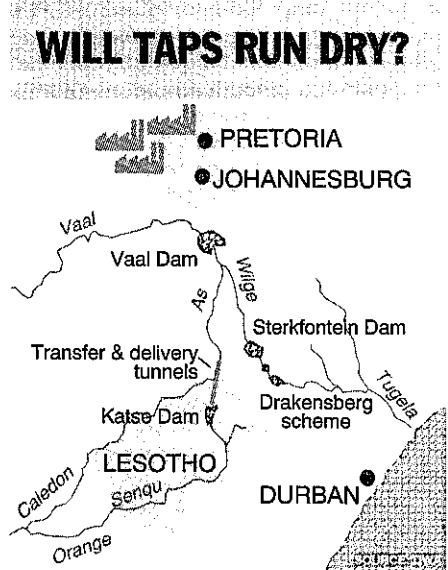 WILL TAPS RUN DRY?
PRETORIA
JOHANNESBURG
Vaal
Vaal Dam
As
Wilge
Sterkfontein Dam
Transfer & delivery
tunnels
Tugela
Drakensberg
scheme
Katse Dam
LESOTHO
Caledon
Senqu
DURBAN
Orange